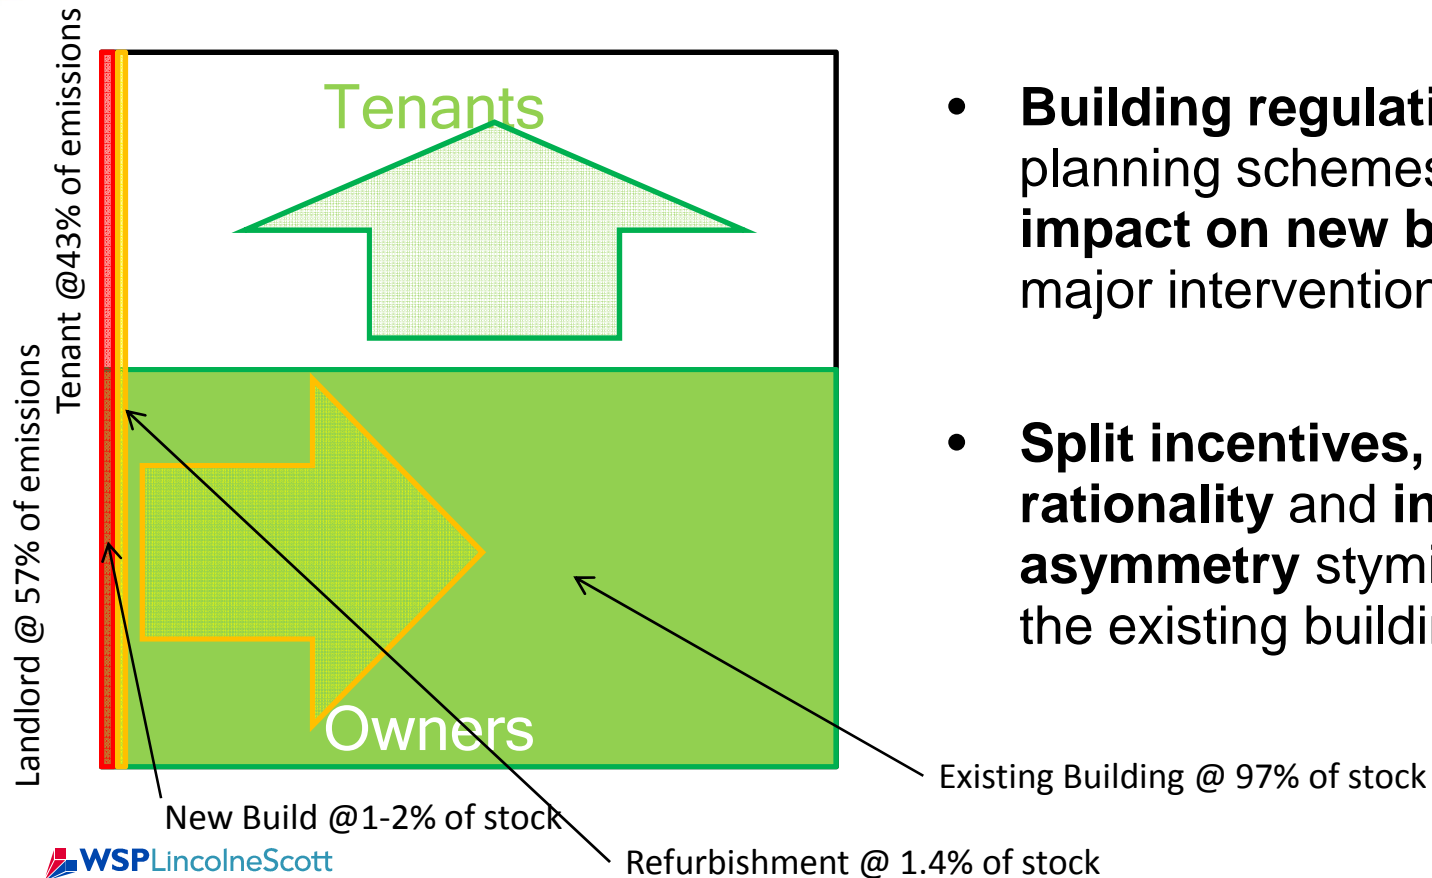 Tenant @43% of emissions
Landlord @ 57% of emissions
Tenants
Owners
• Building regulati
planning schemes
impact on new b
major intervention
• Split incentives,
rationality and in
asymmetry stymi
the existing buildi
Existing Building @ 97% of stock
New Build @1-2% of stock
Refurbishment @ 1.4% of stock
WSPLincolneScott